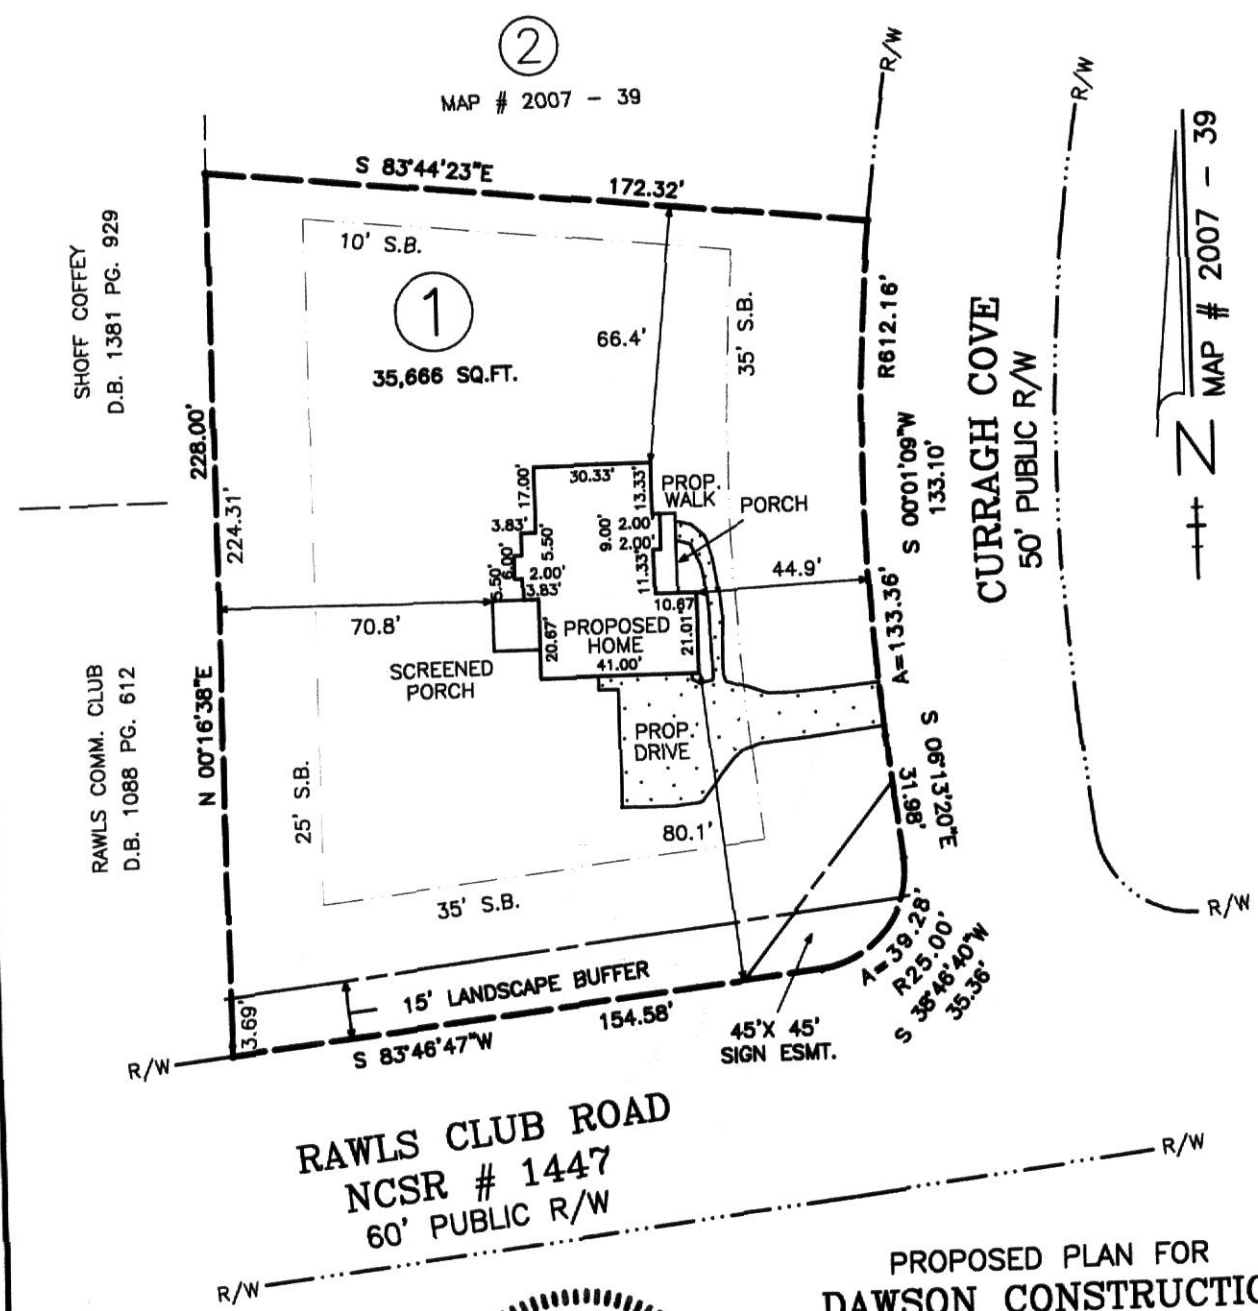 2
MAP # 2007 - 39
R/W
R/W
S 83°44'23"E
172.32'
MAP # 2007 - 39
N
SHOFF COFFEY
D.B. 1381 PG. 929
10' S.B.
1
35,666 SQ.FT.
66.4'
35' S.B.
R612.16'
CURRAGH COVE
50' PUBLIC R/W
228.00'
224.31'
S 00°01'09"W
133.10'
30.33'
17.00'
13.33'
PROP.
WALK
PORCH
3.83'
5.50'
6.00'
2.00'
5.50'
3.83'
9.00'
2.00'
2.00'
11.33'
44.9'
A=133.36'
10.67
70.8'
PROPOSED
HOME
20.67'
21.01'
41.00'
SCREENED
PORCH
N 00°16'38"E
RAWLS COMM. CLUB
D.B. 1088 PG. 612
PROP.
DRIVE
S 06°13'20"E
31.98'
25' S.B.
80.1'
35' S.B.
R/W
A=39.28'
R25.00'
S 38°46'40"W
35.36'
15' LANDSCAPE BUFFER
3.69'
154.58'
S 83°46'47"W
45'X 45'
SIGN ESMT.
R/W
RAWLS CLUB ROAD
NCSR # 1447
60' PUBLIC R/W
R/W
R/W
PROPOSED PLAN FOR
DAWSON CONSTRUCTIO